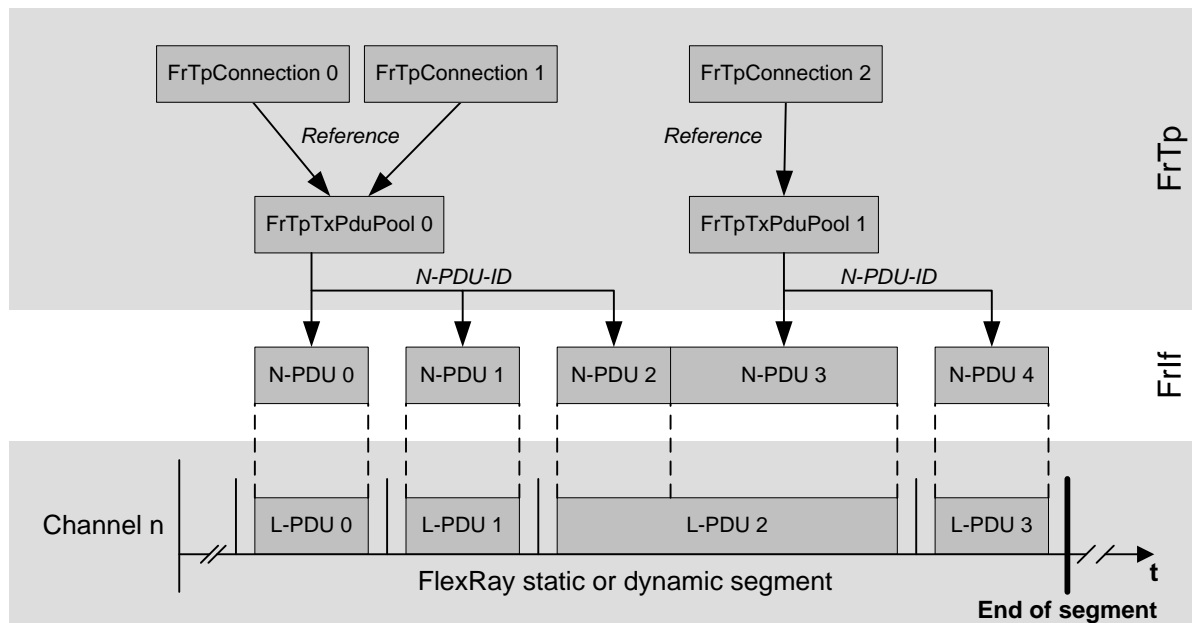 FrTpConnection 0
FrTpConnection 1
FrTpConnection 2
Reference
Reference
FrTp
FrTpTxPduPool 0
FrTpTxPduPool 1
N-PDU-ID
N-PDU-ID
N-PDU 0
N-PDU 1
N-PDU 2
N-PDU 3
N-PDU 4
FrIf
Channel n
L-PDU 0
L-PDU 1
L-PDU 2
L-PDU 3
FlexRay static or dynamic segment
t
End of segment